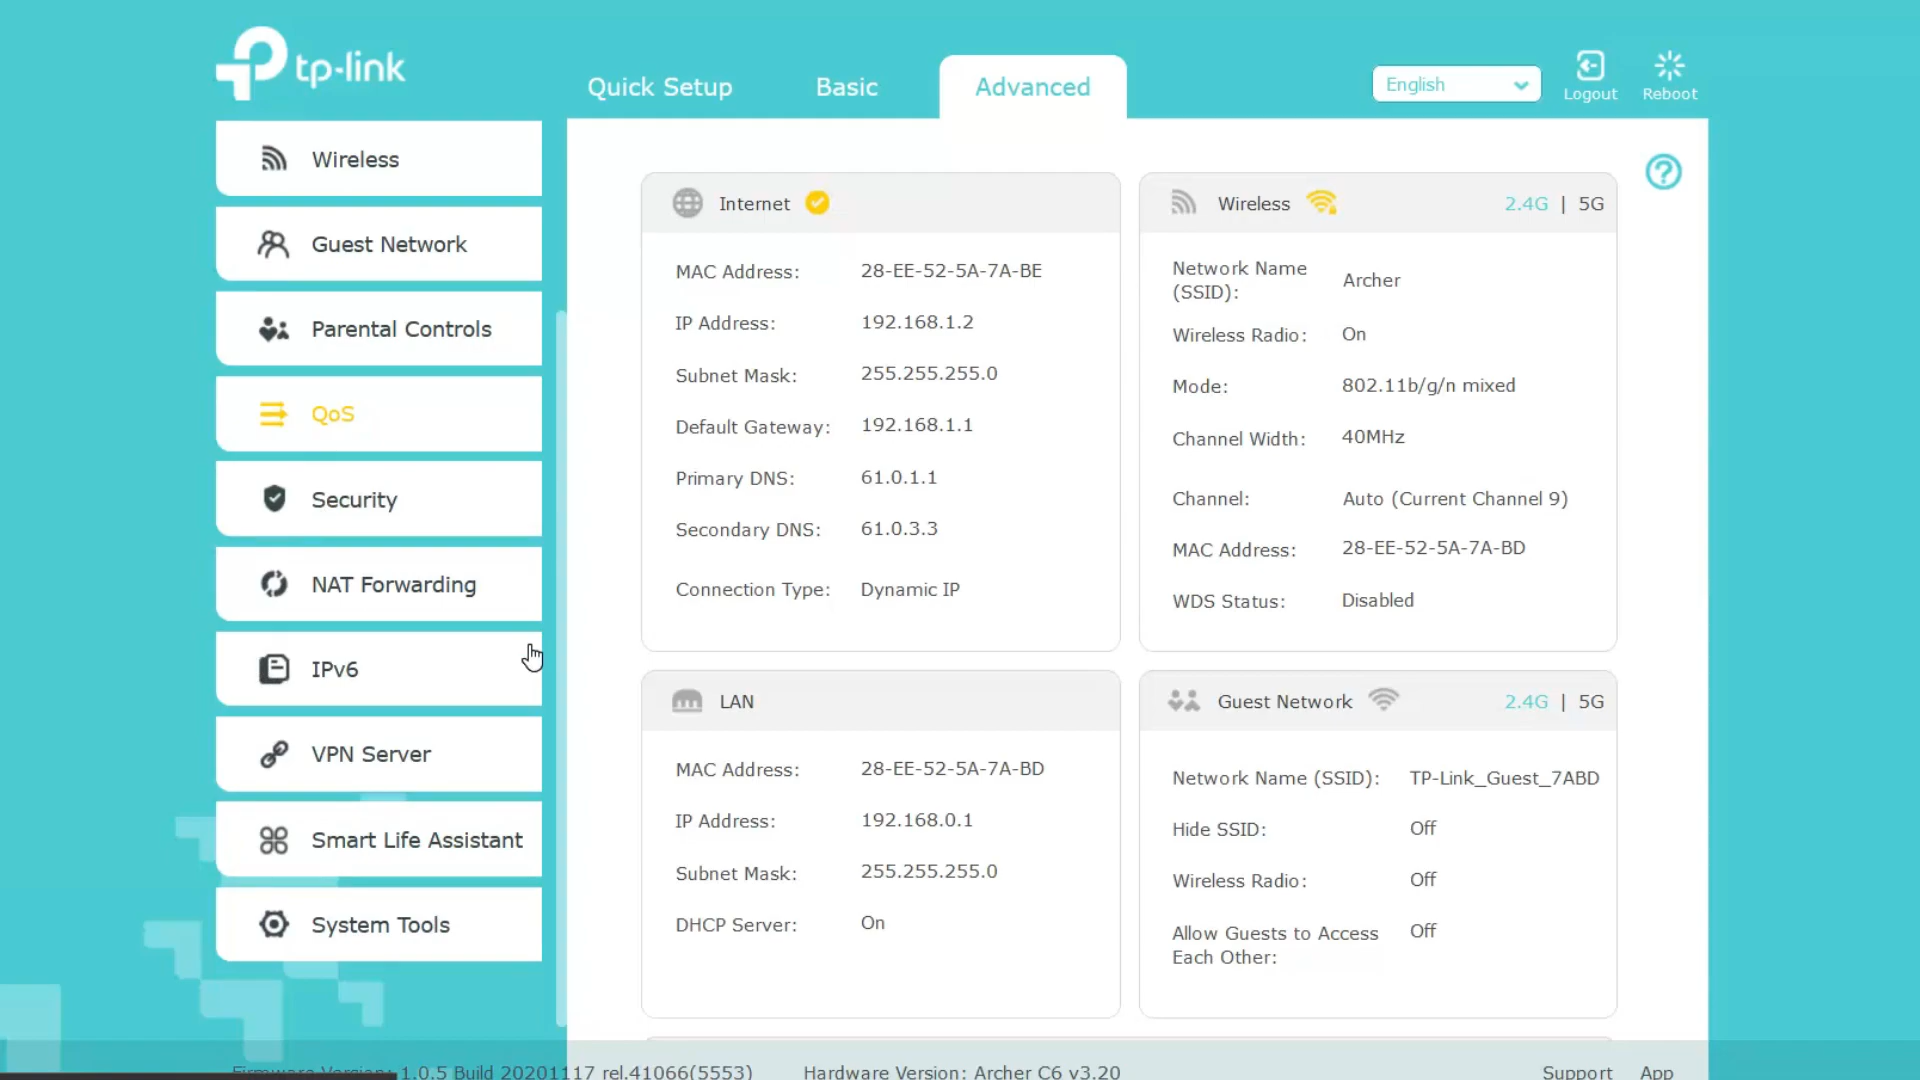 tp-link
Quick Setup
Basic
Advanced
English
Logout
Reboot
Wireless
Guest Network
Parental Controls
QoS
Security
NAT Forwarding
IPv6
VPN Server
Smart Life Assistant
System Tools
Internet
MAC Address: 28-EE-52-5A-7A-BE
IP Address: 192.168.1.2
Subnet Mask: 255.255.255.0
Default Gateway: 192.168.1.1
Primary DNS: 61.0.1.1
Secondary DNS: 61.0.3.3
Connection Type: Dynamic IP
Wireless 2.4G | 5G
Network Name
(SSID): Archer
Wireless Radio: On
Mode: 802.11b/g/n mixed
Channel Width: 40MHz
Channel: Auto (Current Channel 9)
MAC Address: 28-EE-52-5A-7A-BD
WDS Status: Disabled
?
LAN
MAC Address: 28-EE-52-5A-7A-BD
IP Address: 192.168.0.1
Subnet Mask: 255.255.255.0
DHCP Server: On
Guest Network 2.4G | 5G
Network Name (SSID): TP-Link_Guest_7ABD
Hide SSID: Off
Wireless Radio: Off
Allow Guests to Access
Each Other: Off
Firmware Version: 1.0.5 Build 20201117 rel.41066(5553) Hardware Version: Archer C6 v3.20 Support App